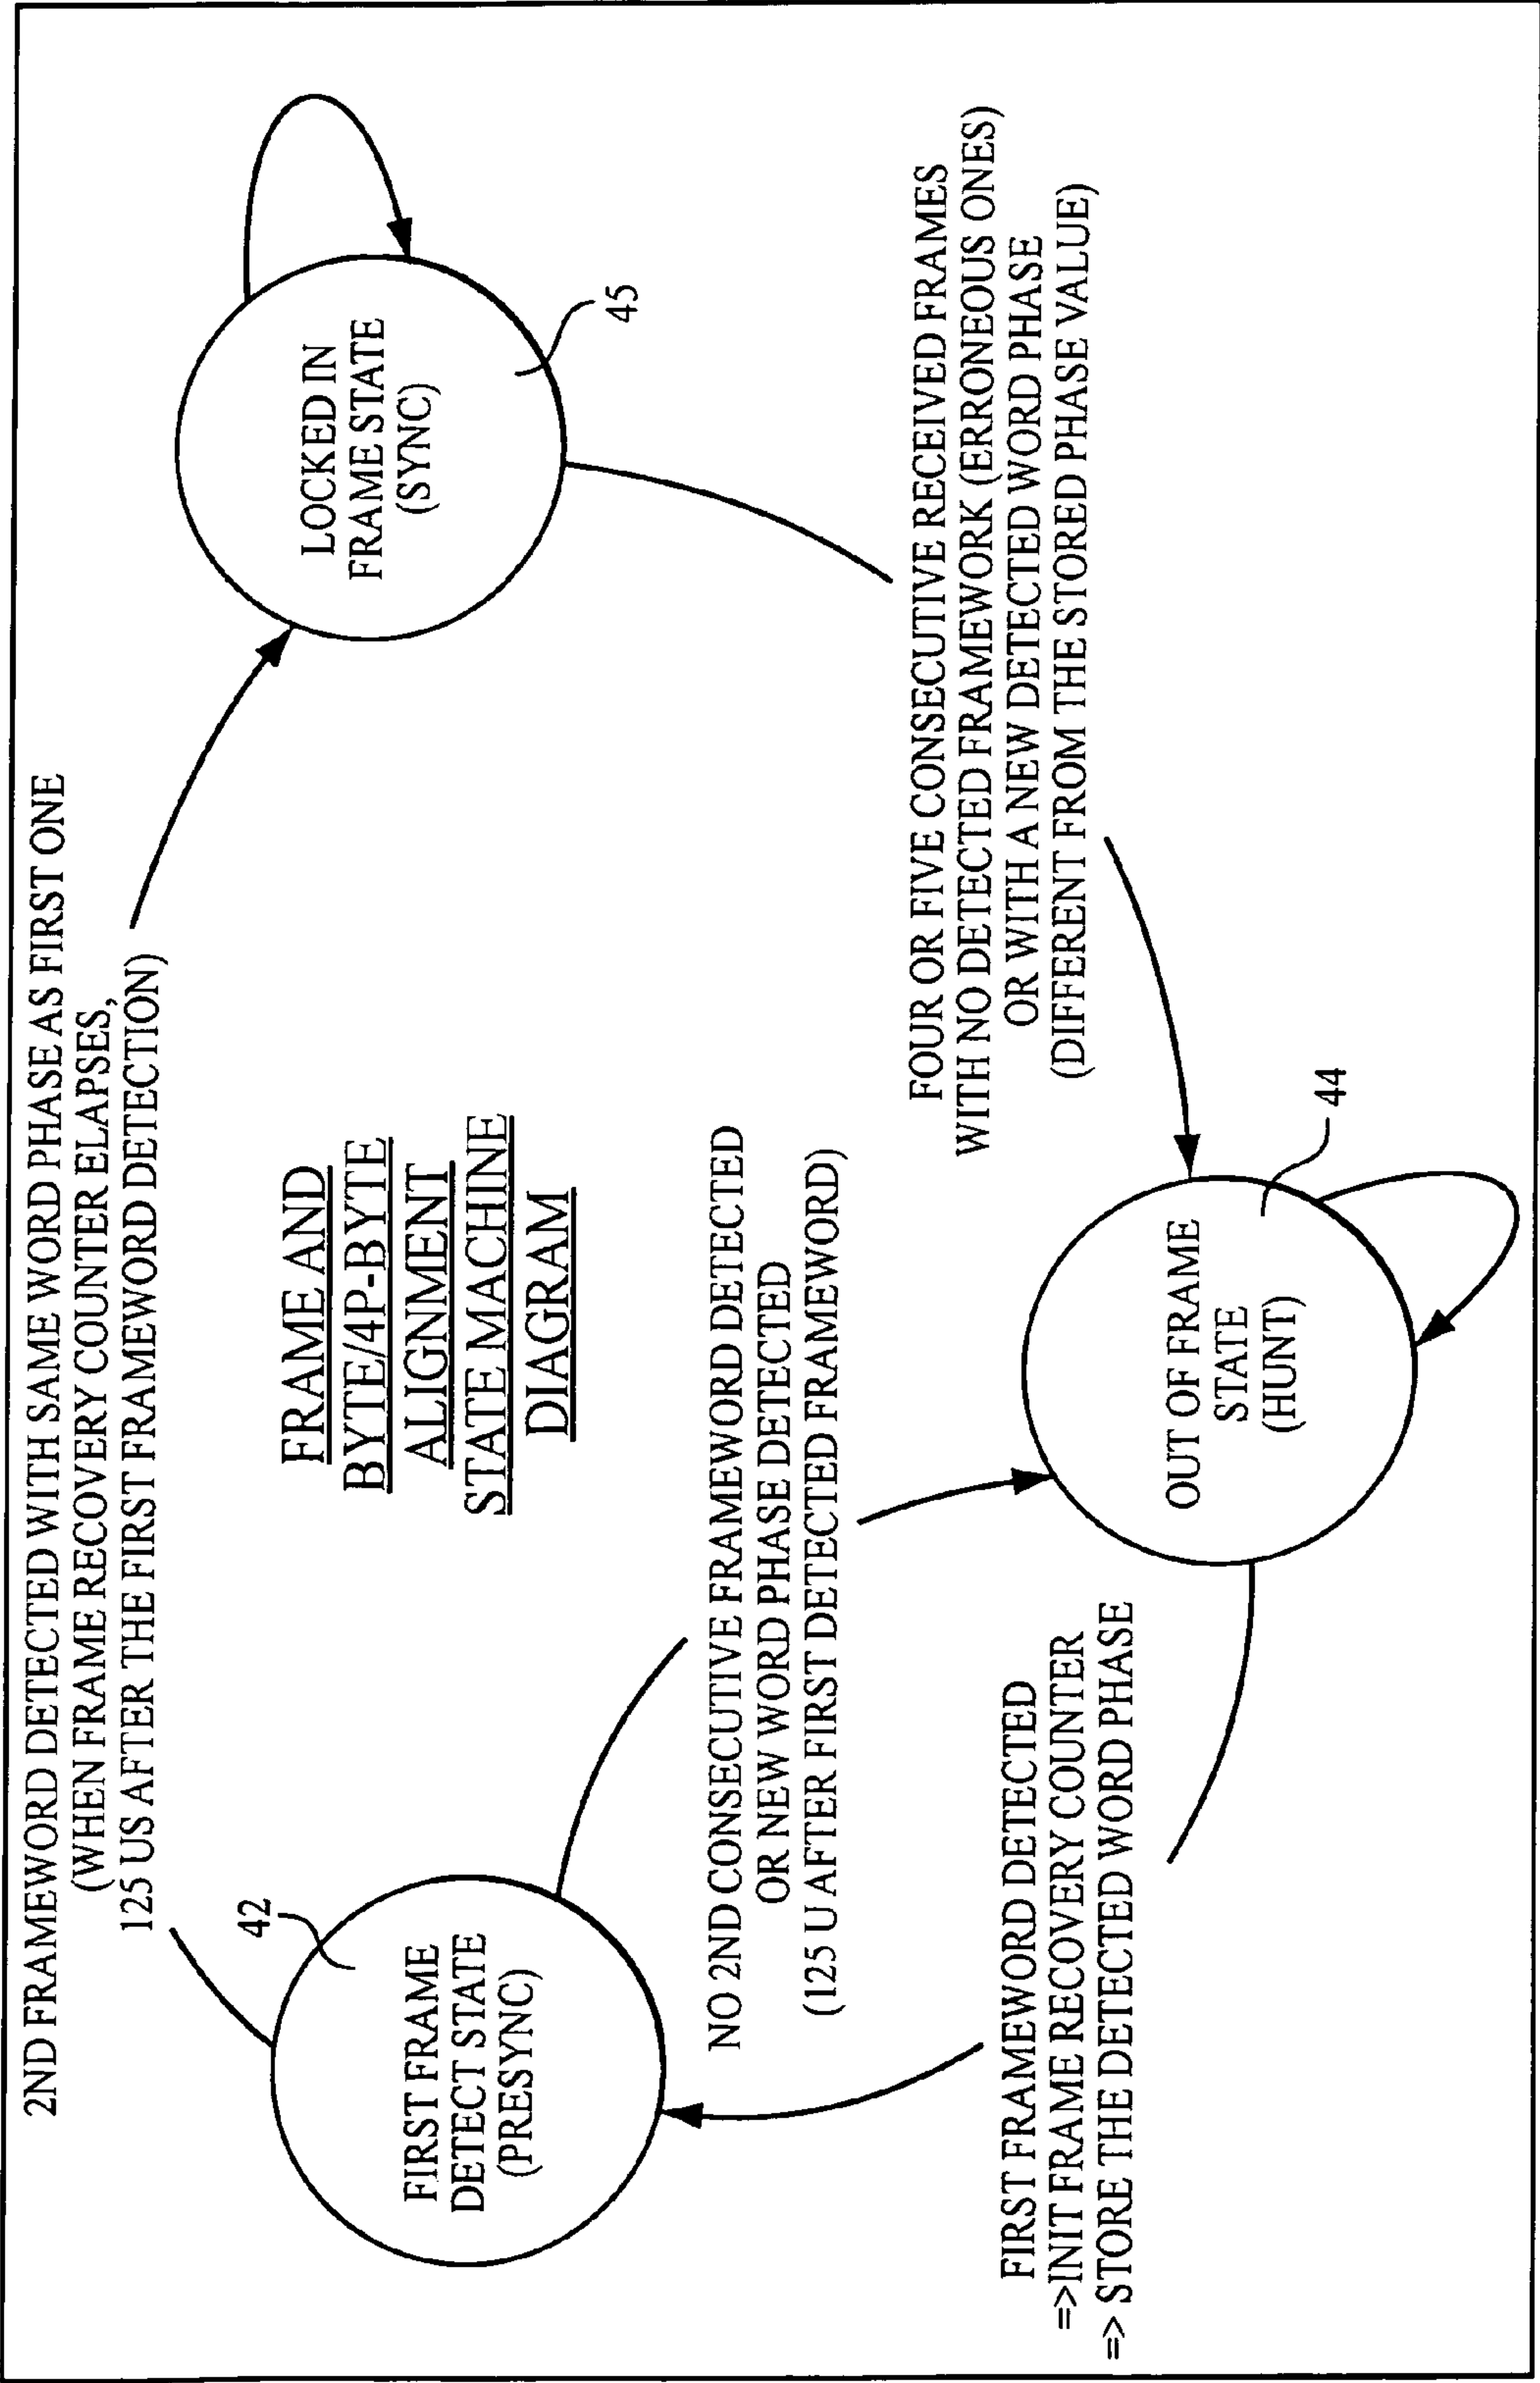 2ND FRAMEWORD DETECTED WITH SAME WORD PHASE AS FIRST ONE
(WHEN FRAME RECOVERY COUNTER ELAPSES,
125 US AFTER THE FIRST FRAMEWORD DETECTION)
42
FIRST FRAME
DETECT STATE
(PRESYNC)
FRAME AND
BYTE/4P-BYTE
ALIGNMENT
STATE MACHINE
DIAGRAM
LOCKED IN
FRAME STATE
(SYNC)
45
NO 2ND CONSECUTIVE FRAMEWORD DETECTED
OR NEW WORD PHASE DETECTED
(125 U AFTER FIRST DETECTED FRAMEWORD)
FOUR OR FIVE CONSECUTIVE RECEIVED FRAMES
WITH NO DETECTED FRAMEWORK (ERRONEOUS ONES)
OR WITH A NEW DETECTED WORD PHASE
(DIFFERENT FROM THE STORED PHASE VALUE)
FIRST FRAMEWORD DETECTED
=>INIT FRAME RECOVERY COUNTER
=> STORE THE DETECTED WORD PHASE
OUT OF FRAME
STATE
(HUNT)
44